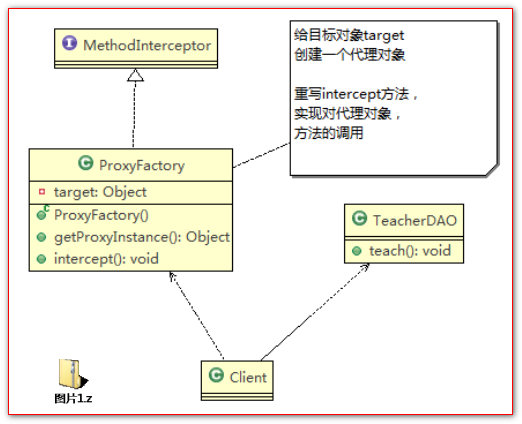 MethodInterceptor
给目标对象target
创建一个代理对象
重写intercept方法，
实现对代理对象，
方法的调用
ProxyFactory
target: Object
ProxyFactory()
getProxyInstance(): Object
intercept(): void
TeacherDAO
teach(): void
Client
图片1.z